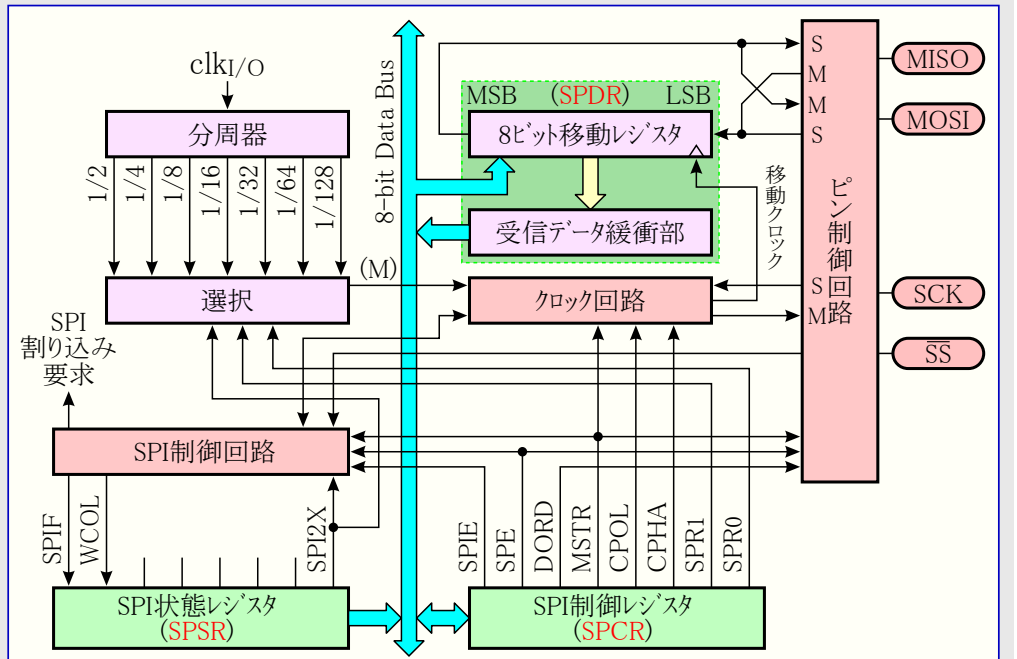 clkI/O
分周器
1/2
1/4
1/8
1/16
1/32
1/64
1/128
選択
(M)
SPI
割り込み
要求
SPI制御回路
SPIF
WCOL
SPI2X
SPI状態レジスタ
(SPSR)
8-bit Data Bus
MSB (SPDR) LSB
8ビット移動レジスタ
受信データ緩衝部
移動クロック
クロック回路
SPIE
SPE
DORD
MSTR
CPOL
CPHA
SPR1
SPR0
SPI制御レジスタ
(SPCR)
S
M
M
S
S
M
ピン制御回路
MISO
MOSI
SCK
SS